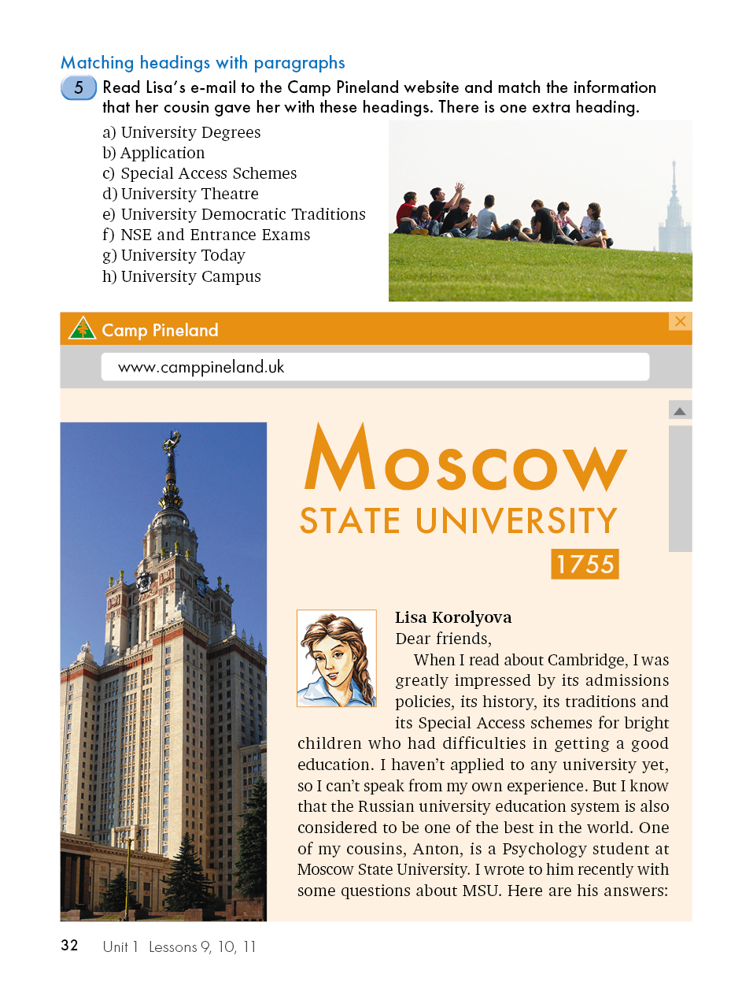 Matching headings with paragraphs
5 Read Lisa's e-mail to the Camp Pineland website and match the information
that her cousin gave her with these headings. There is one extra heading.
a) University Degrees
b) Application
c) Special Access Schemes
d) University Theatre
e) University Democratic Traditions
f) NSE and Entrance Exams
g) University Today
h) University Campus
Camp Pineland
www.camppineland.uk
MOSCOW
STATE UNIVERSITY
1755
Lisa Korolyova
Dear friends,
When I read about Cambridge, I was
greatly impressed by its admissions
policies, its history, its traditions and
its Special Access schemes for bright
children who had difficulties in getting a good
education. I haven't applied to any university yet,
so I can't speak from my own experience. But I know
that the Russian university education system is also
considered to be one of the best in the world. One
of my cousins, Anton, is a Psychology student at
Moscow State University. I wrote to him recently with
some questions about MSU. Here are his answers:
32 Unit 1 Lessons 9, 10, 11